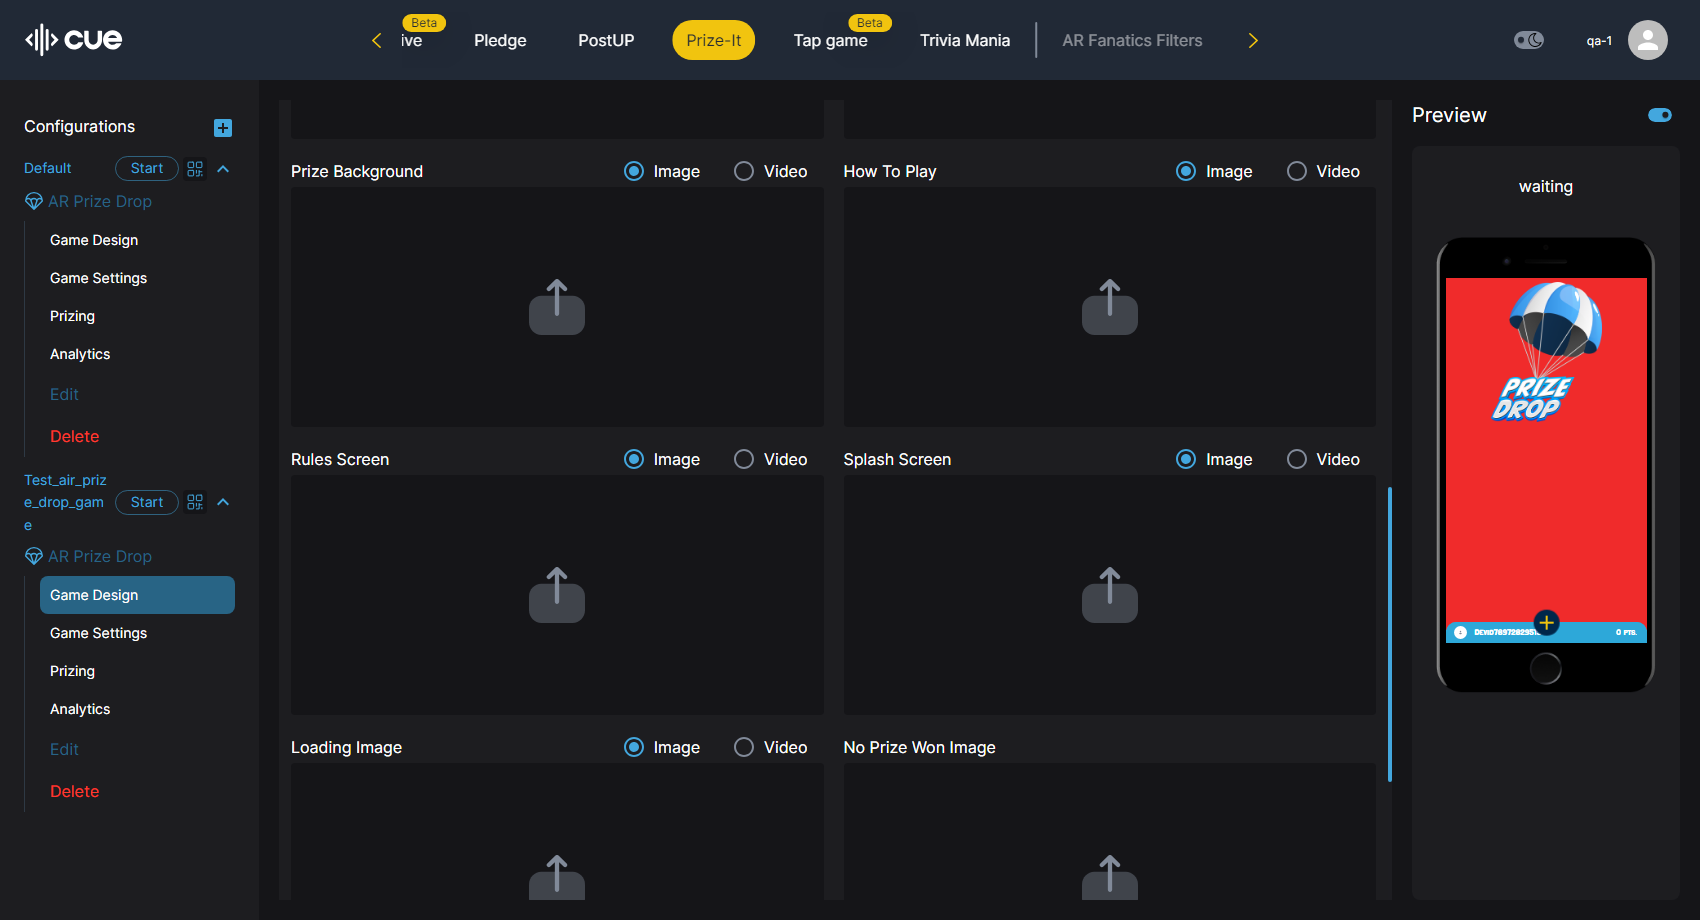 cue
Beta
ive
Pledge
PostUP
Prize-It
Beta
Tap game
Trivia Mania
AR Fanatics Filters
qa-1
Configurations
Default
Start
AR Prize Drop
Game Design
Game Settings
Prizing
Analytics
Edit
Delete
Test_air_priz
e_drop_gam
e
Start
AR Prize Drop
Game Design
Game Settings
Prizing
Analytics
Edit
Delete
Prize Background
Image
Video
How To Play
Image
Video
Rules Screen
Image
Video
Splash Screen
Image
Video
Loading Image
Image
Video
No Prize Won Image
Preview
waiting
PRIZE
DROP
0 PTS.